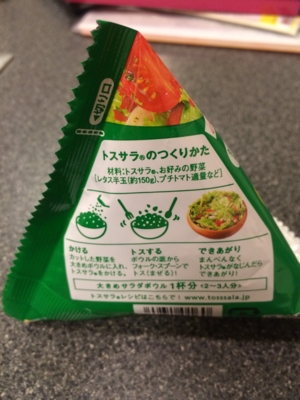 口ら切
トスサラ®のつくりかた
材料:トスサラ®、お好みの野菜
(レタス半玉(約150g)、プチトマト適量など)
かける
カットした野菜を
大きめボウルに入れ、
トスサラ®をかける。
トスする
ボウルの底から
フォーク・スプーンで
トス(まぜる)!
できあがり
まんべんなく
トスサラ®がなじんだら
できあがり!
大きめサラダボウル 1杯分 <2〜3人分>
トスサラ®レシピはこちら! ⓘ www.tosssala.jp